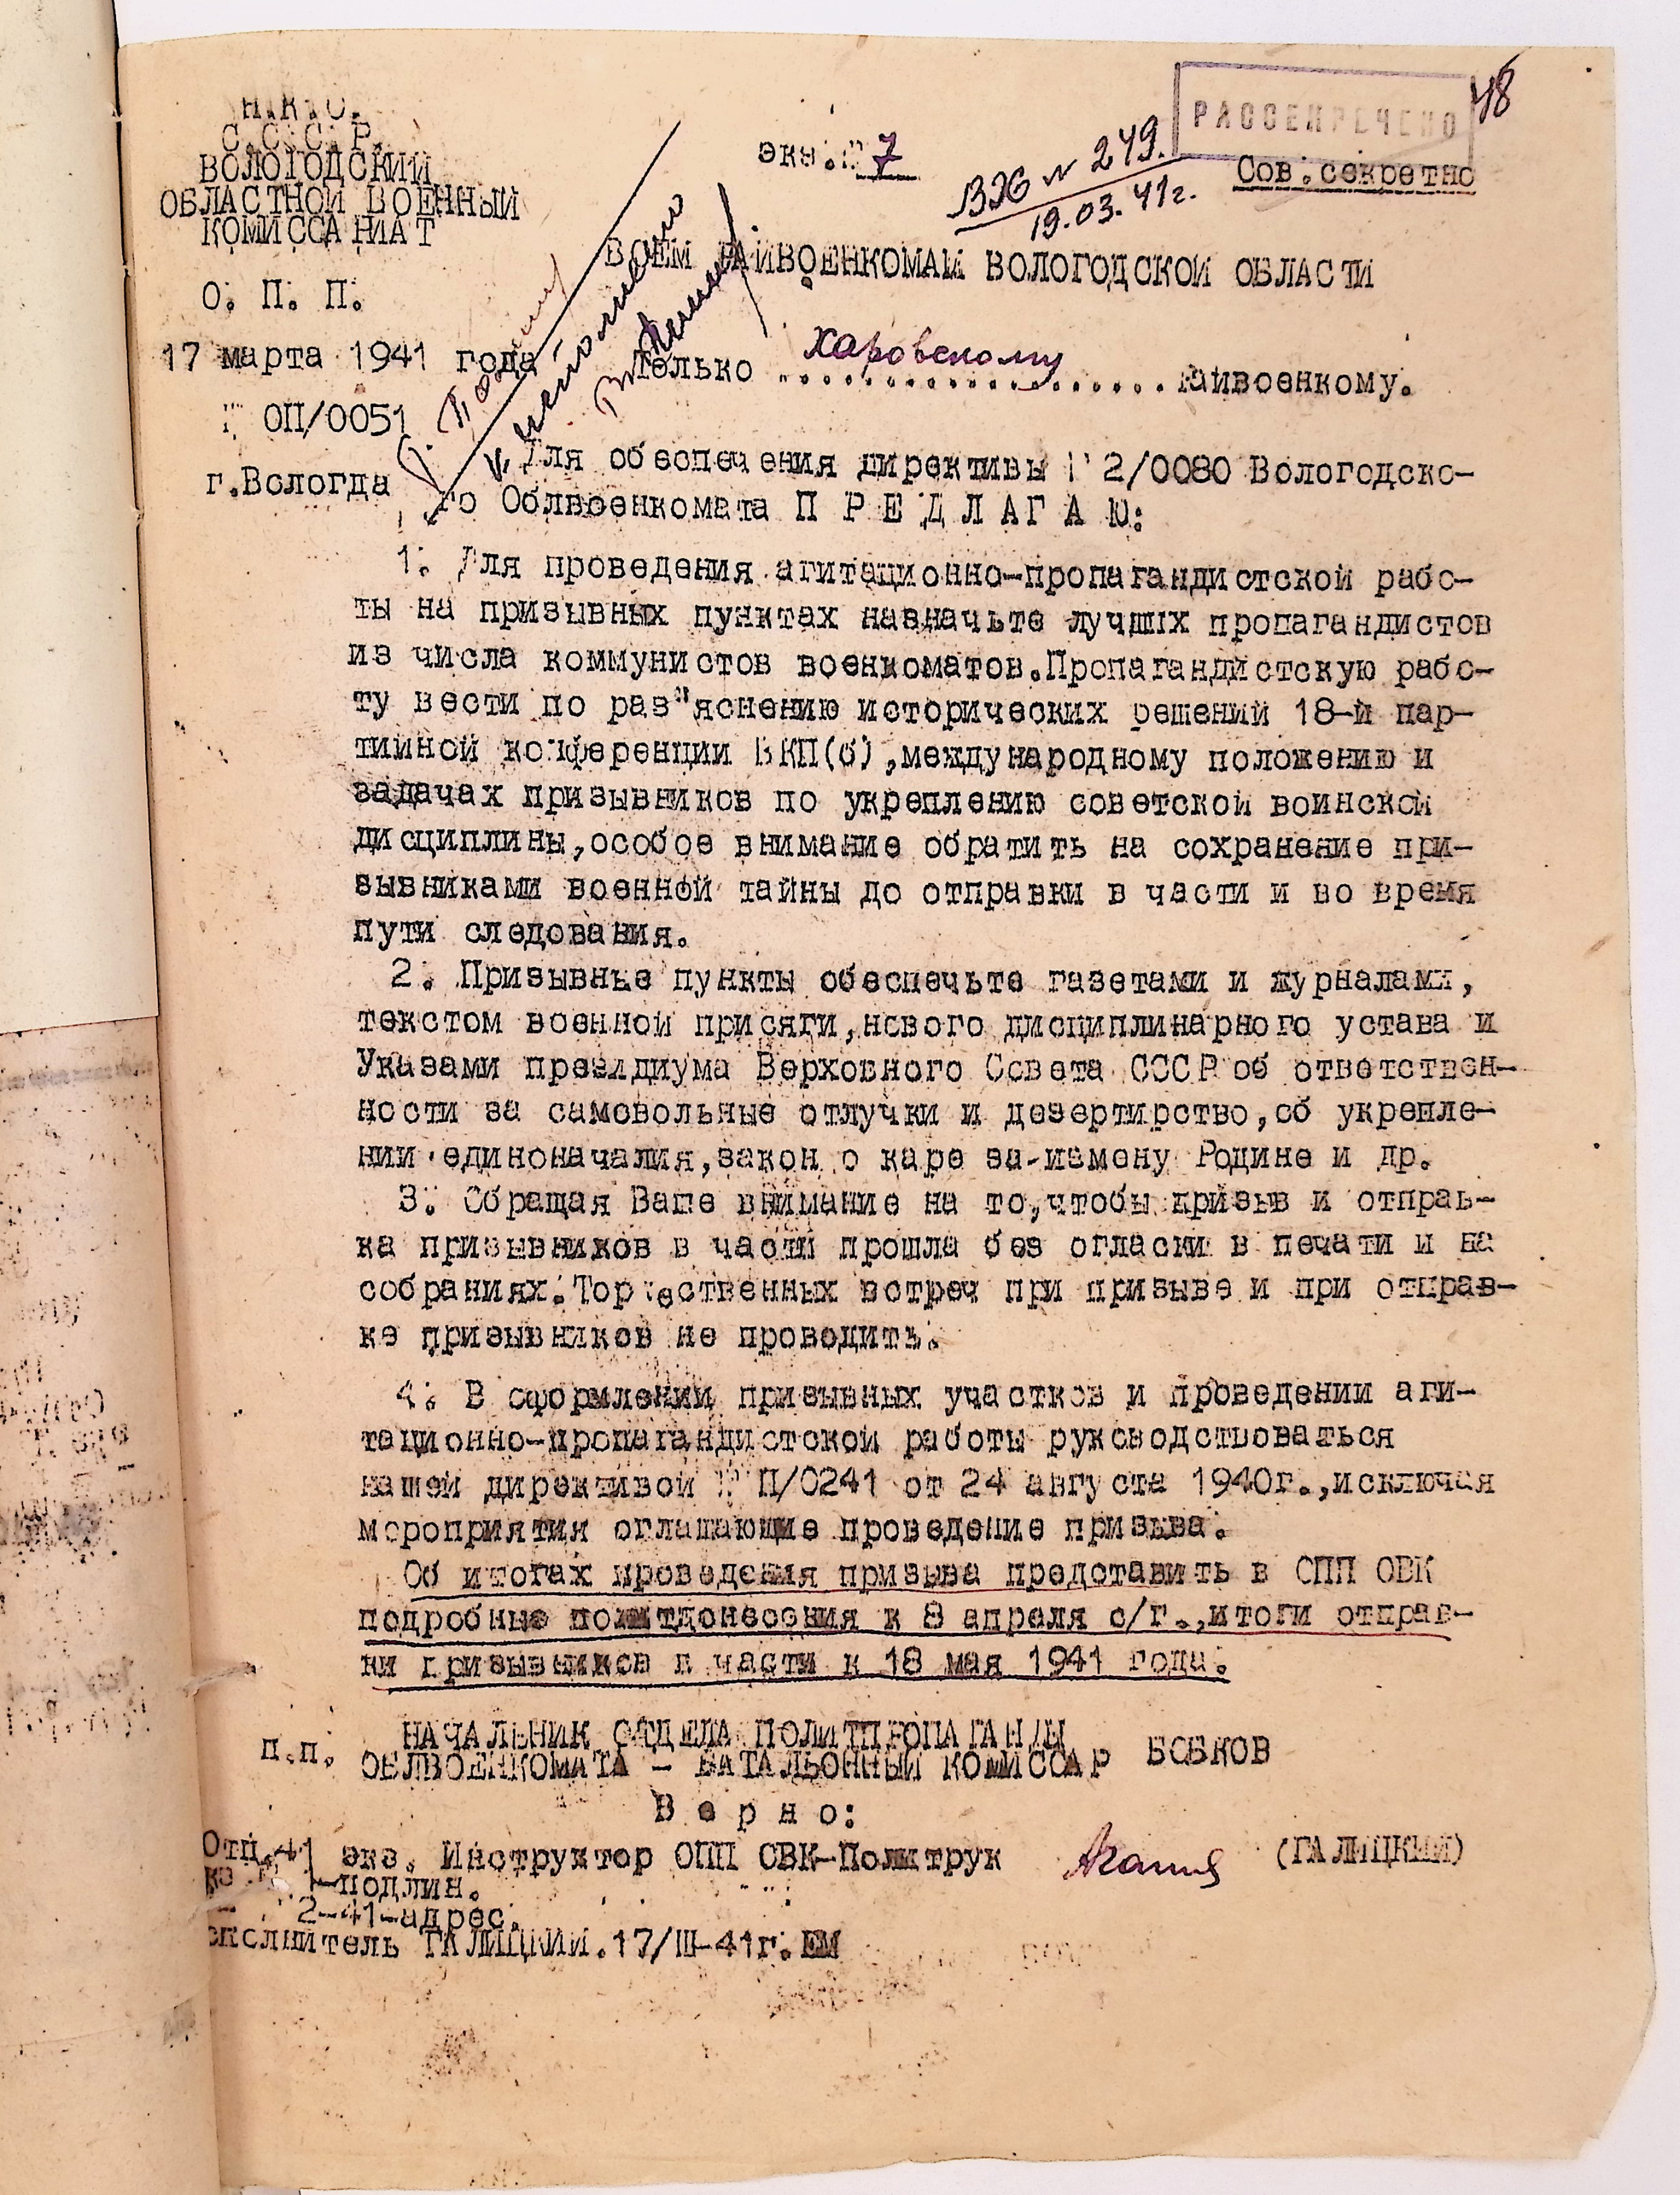 Н.К.О.
С.С.С.Р.
ВОЛОГОДСКИЙ
ОБЛАСТНОЙ ВОЕННЫЙ
КОМИССАРИАТ
О. П. П.
17 марта 1941 года
№ ОП/0051
г.Вологда
экз.№ 7
ВХ № 249.
19.03.41г.
РАССЕКРЕЧЕНО
48
Сов.секретно
ВСЕМ РАЙВОЕНКОМАМ ВОЛОГОДСКОЙ ОБЛАСТИ
Только Харовскому райвоенкому.
К исполнению
Для обеспечения директивы № 2/0080 Вологодско-
го Облвоенкомата П Р Е Д Л А Г А Ю:
1. Для проведения агитационно-пропагандистской рабо-
ты на призывных пунктах назначьте лучших пропагандистов
из числа коммунистов военкоматов.Пропагандистскую рабо-
ту вести по раз"яснению исторических решений 18-й пар-
тийной конференции ВКП(б),международному положению и
задачах призывников по укреплению советской воинской
дисциплины,особое внимание обратить на сохранение при-
зывниками военной тайны до отправки в части и во время
пути следования.
2. Призывные пункты обеспечьте газетами и журналами,
текстом военной присяги,нового дисциплинарного устава и
Указами президиума Верховного Совета СССР об ответствен-
ности за самовольные отлучки и дезертирство,об укрепле-
нии единоначалия,закон о каре за-измену Родине и др.
3. Обращая Ваше внимание на то,чтобы призыв и отправ-
ка призывников в части прошла без огласки в печати и на
собраниях.Торжественных встреч при призыве и при отправ-
ке призывников не проводить.
4. В оформлении призывных участков и проведении аги-
тационно-пропагандистской работы руководствоваться
нашей директивой № П/0241 от 24 августа 1940г.,исключая
мероприятия оглашающие проведение призыва.
Об итогах проведения призыва представить в ОПП ОВК
подробные политдонесения к 8 апреля с/г.,итоги отправ-
ки призывников в части к 18 мая 1941 года.
п.п. НАЧАЛЬНИК ОТДЕЛА ПОЛИТПРОПАГАНДЫ
ОБЛВОЕНКОМАТА - БАТАЛЬОННЫЙ КОМИССАР БОБКОВ
В е р н о:
Отп.41 экз. Инструктор ОПП ОВК-Политрук (ГАЛИЦКИЙ)
1-подлин.
2-41-адрес.
исполнитель ГАЛИЦКИЙ.17/III-41г. ЕМ